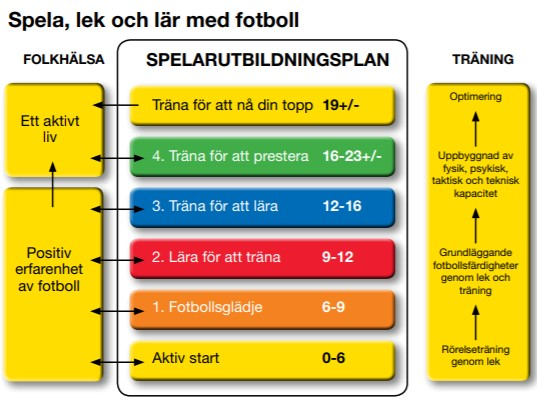 Spela, lek och lär med fotboll
FOLKHÄLSA
SPELARUTBILDNINGSPLAN
TRÄNING
Ett aktivt
liv
Positiv
erfarenhet
av fotboll
Träna för att nå din topp 19+/-
4. Träna för att prestera 16-23+/-
3. Träna för att lära 12-16
2. Lära för att träna 9-12
1. Fotbollsglädje 6-9
Aktiv start 0-6
Optimering
Uppbyggnad av
fysik, psykisk,
taktisk och teknisk
kapacitet
Grundläggande
fotbollsfärdigheter
genom lek och
träning
Rörelseträning
genom lek